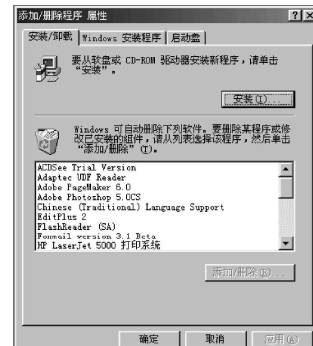 添加/删除程序 属性
安装/卸载 Windows 安装程序 启动盘
要从软盘或 CD-ROM 驱动器安装新程序，请单击
“安装”。
安装(I)...
Windows 可自动删除下列软件。要删除某程序或修
改已安装的组件，请从列表选择该程序，然后单击
“添加/删除”(T)。
ACDSee Trial Version
Adaptec UDF Reader
Adobe PageMaker 6.0
Adobe Photoshop 5.0CS
Chinese (Traditional) Language Support
EditPlus 2
FlashReader (SA)
Foxmail version 3.1 Beta
HP LaserJet 5000 打印系统
添加/删除(R)...
确定 取消 应用(A)